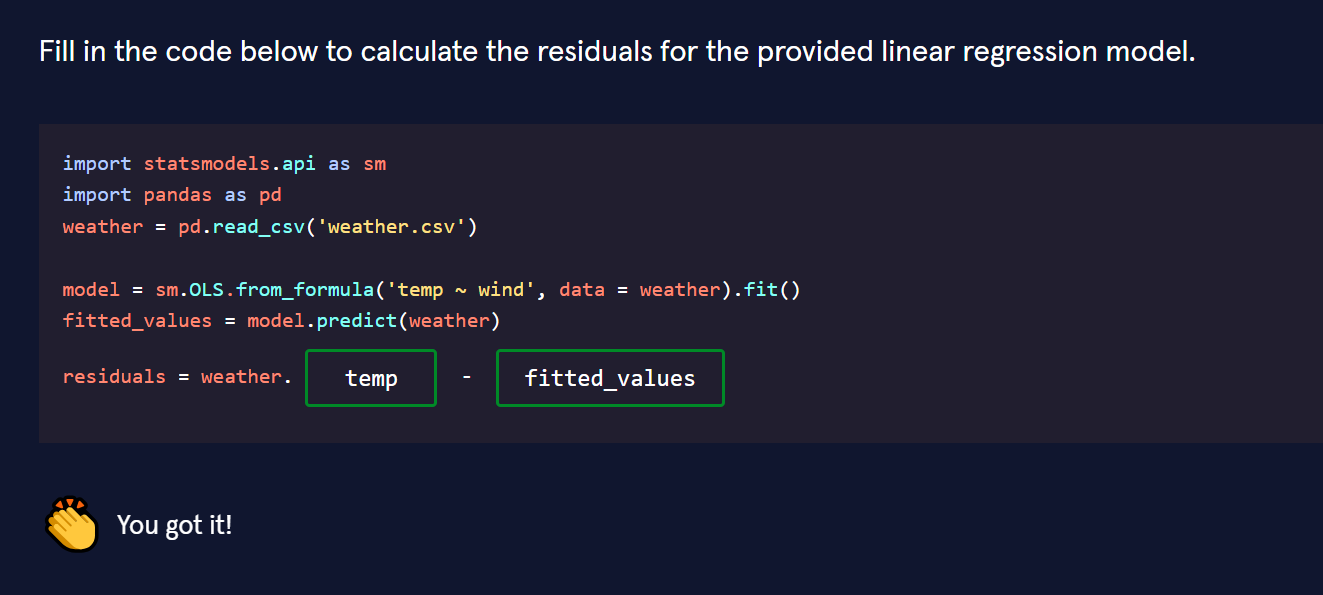 Fill in the code below to calculate the residuals for the provided linear regression model.
import statsmodels.api as sm
import pandas as pd
weather = pd.read_csv('weather.csv')
model = sm.OLS.from_formula('temp ~ wind', data = weather).fit()
fitted_values = model.predict(weather)
residuals = weather. temp - fitted_values
You got it!